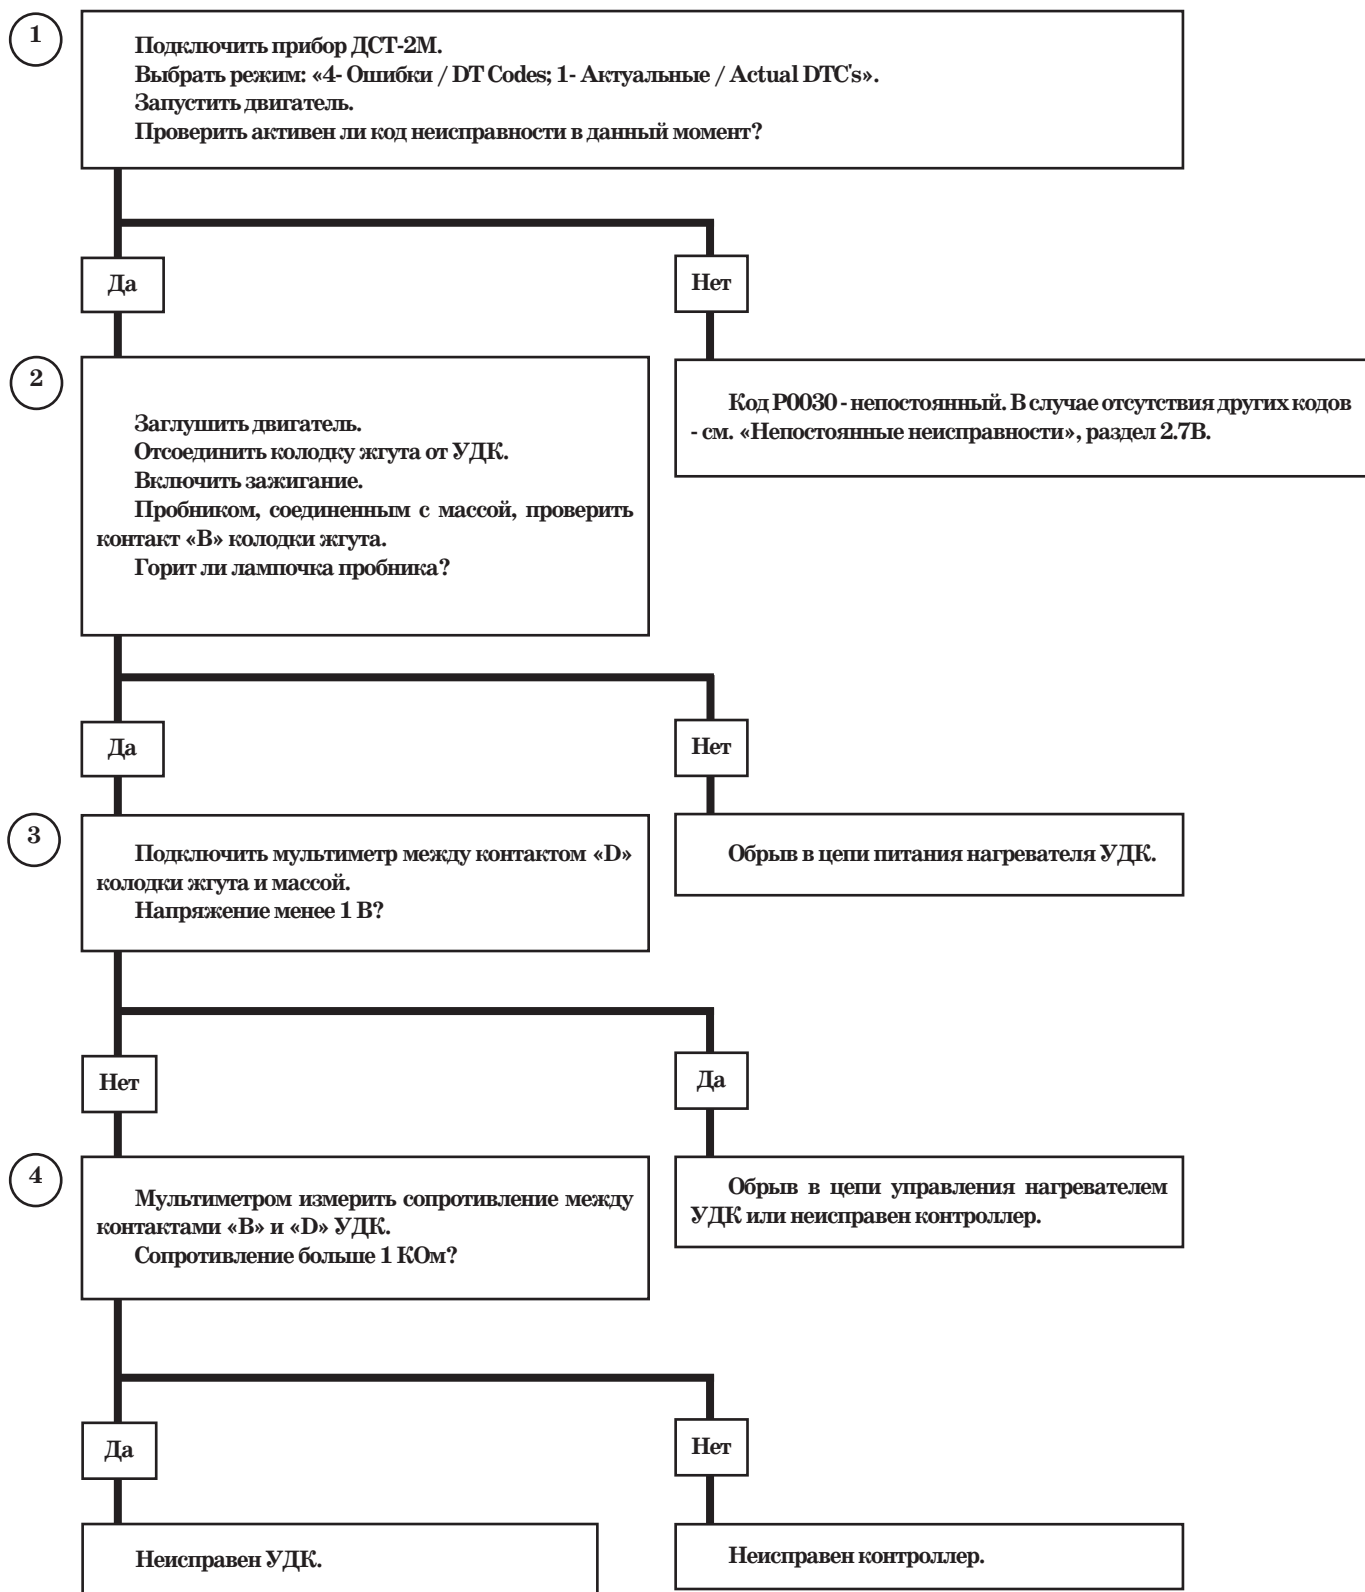 1
Подключить прибор ДСТ-2М.
Выбрать режим: «4- Ошибки / DT Codes; 1- Актуальные / Actual DTC's».
Запустить двигатель.
Проверить активен ли код неисправности в данный момент?
Да
Нет
2
Заглушить двигатель.
Отсоединить колодку жгута от УДК.
Включить зажигание.
Пробником, соединенным с массой, проверить
контакт «В» колодки жгута.
Горит ли лампочка пробника?
Код Р0030 - непостоянный. В случае отсутствия других кодов
- см. «Непостоянные неисправности», раздел 2.7В.
Да
Нет
3
Подключить мультиметр между контактом «D»
колодки жгута и массой.
Напряжение менее 1 В?
Обрыв в цепи питания нагревателя УДК.
Нет
Да
4
Мультиметром измерить сопротивление между
контактами «В» и «D» УДК.
Сопротивление больше 1 КОм?
Обрыв в цепи управления нагревателем
УДК или неисправен контроллер.
Да
Нет
Неисправен УДК.
Неисправен контроллер.